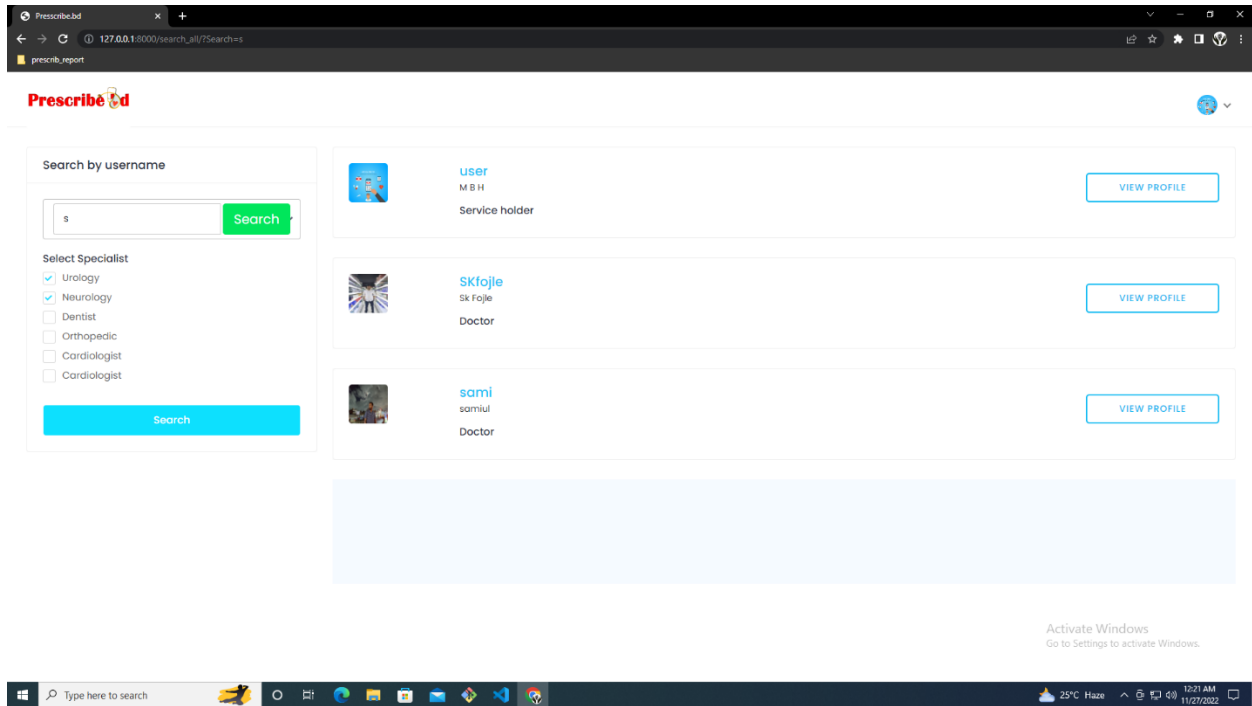 Presscribe.bd
127.0.0.1:8000/search_all/?Search=s
prescrib_report
Prescribe bd
Search by username
s
Search
Select Specialist
Urology
Neurology
Dentist
Orthopedic
Cardiologist
Cardiologist
Search
user
M B H
Service holder
VIEW PROFILE
SKfojle
Sk Fojle
Doctor
VIEW PROFILE
sami
samiul
Doctor
VIEW PROFILE
Activate Windows
Go to Settings to activate Windows.
Type here to search
25°C Haze
12:21 AM
11/27/2022